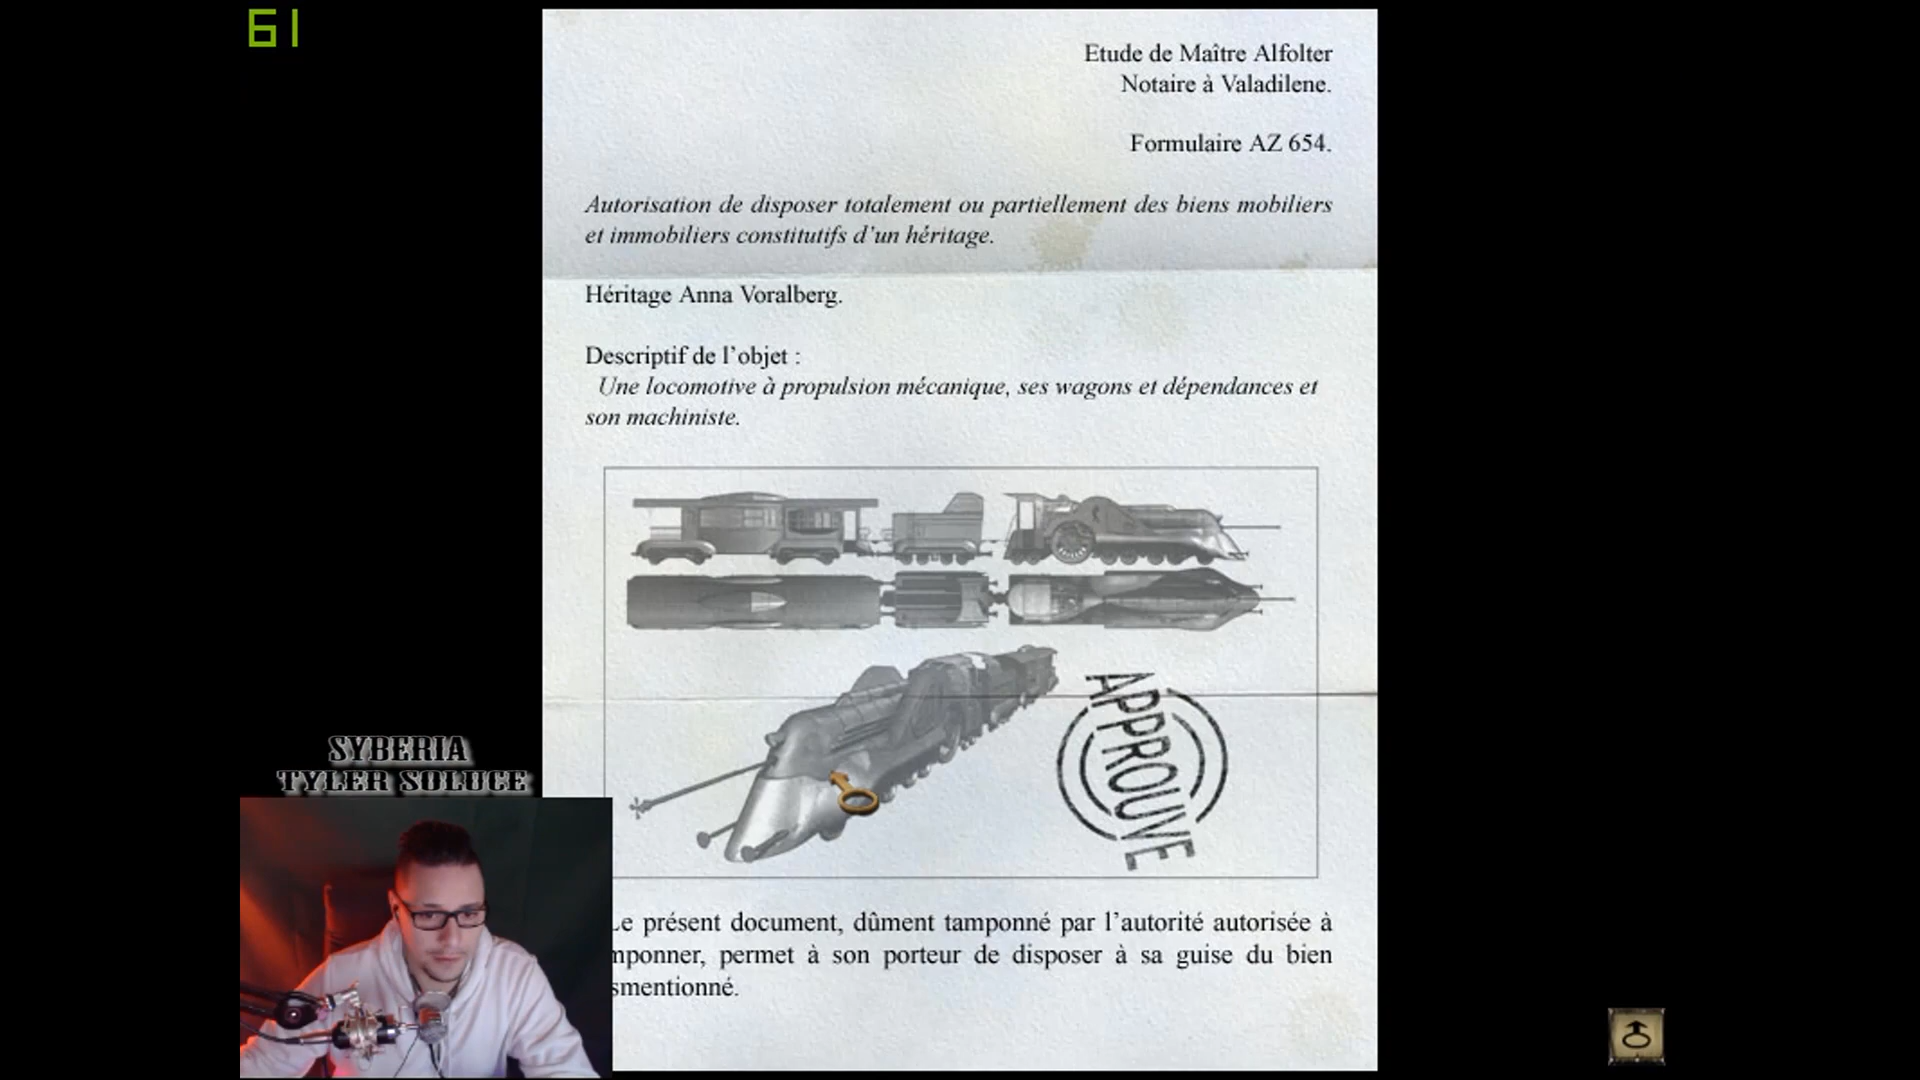 61
Etude de Maître Alfolter
Notaire à Valadilene.
Formulaire AZ 654.
Autorisation de disposer totalement ou partiellement des biens mobiliers
et immobiliers constitutifs d’un héritage.
Héritage Anna Voralberg.
Descriptif de l’objet :
Une locomotive à propulsion mécanique, ses wagons et dépendances et
son machiniste.
APPROUVE
SYBERIA
TYLER SOLUCE
Le présent document, dûment tamponné par l’autorité autorisée à
mponner, permet à son porteur de disposer à sa guise du bien
smentionné.